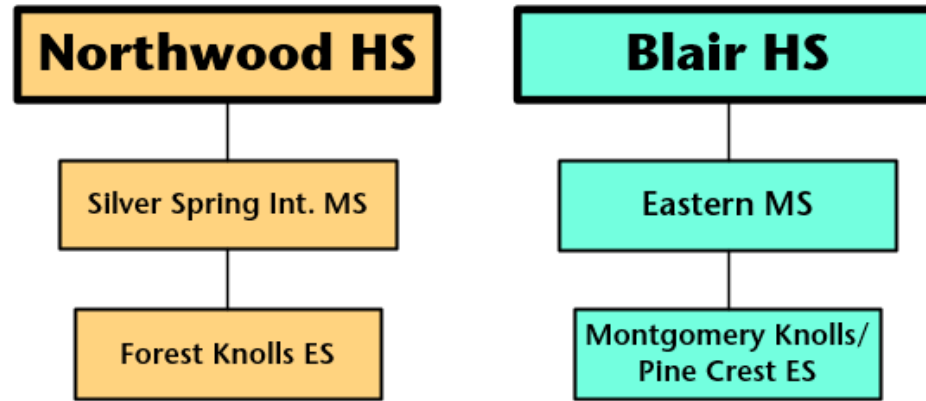 Northwood HS
Blair HS
Silver Spring Int. MS
Eastern MS
Forest Knolls ES
Montgomery Knolls/
Pine Crest ES